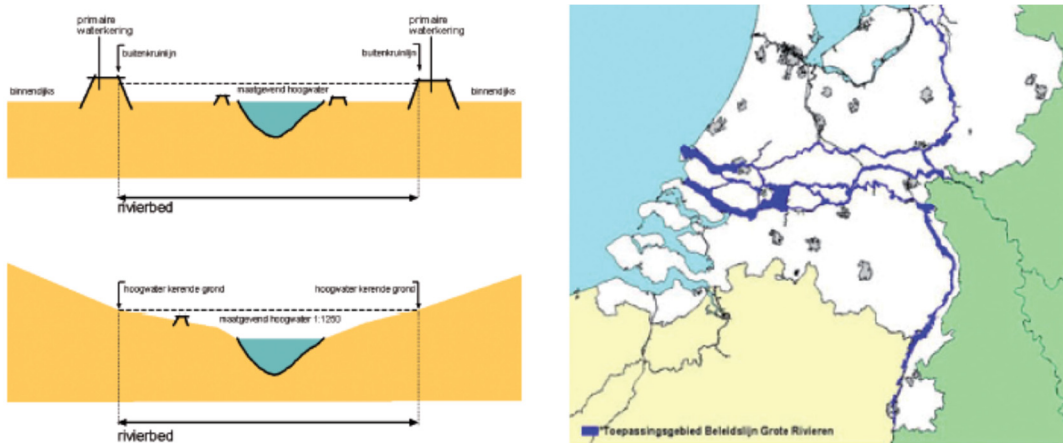 primaire
waterkering
primaire
waterkering
buitenkruinlijn
buitenkruinlijn
binnendijks
maatgevend hoogwater
binnendijks
rivierbed
hoogwater kerende grond
hoogwater kerende grond
maatgevend hoogwater 1:1250
rivierbed
"Toepassingsgebied Beleidslijn Grote Rivieren